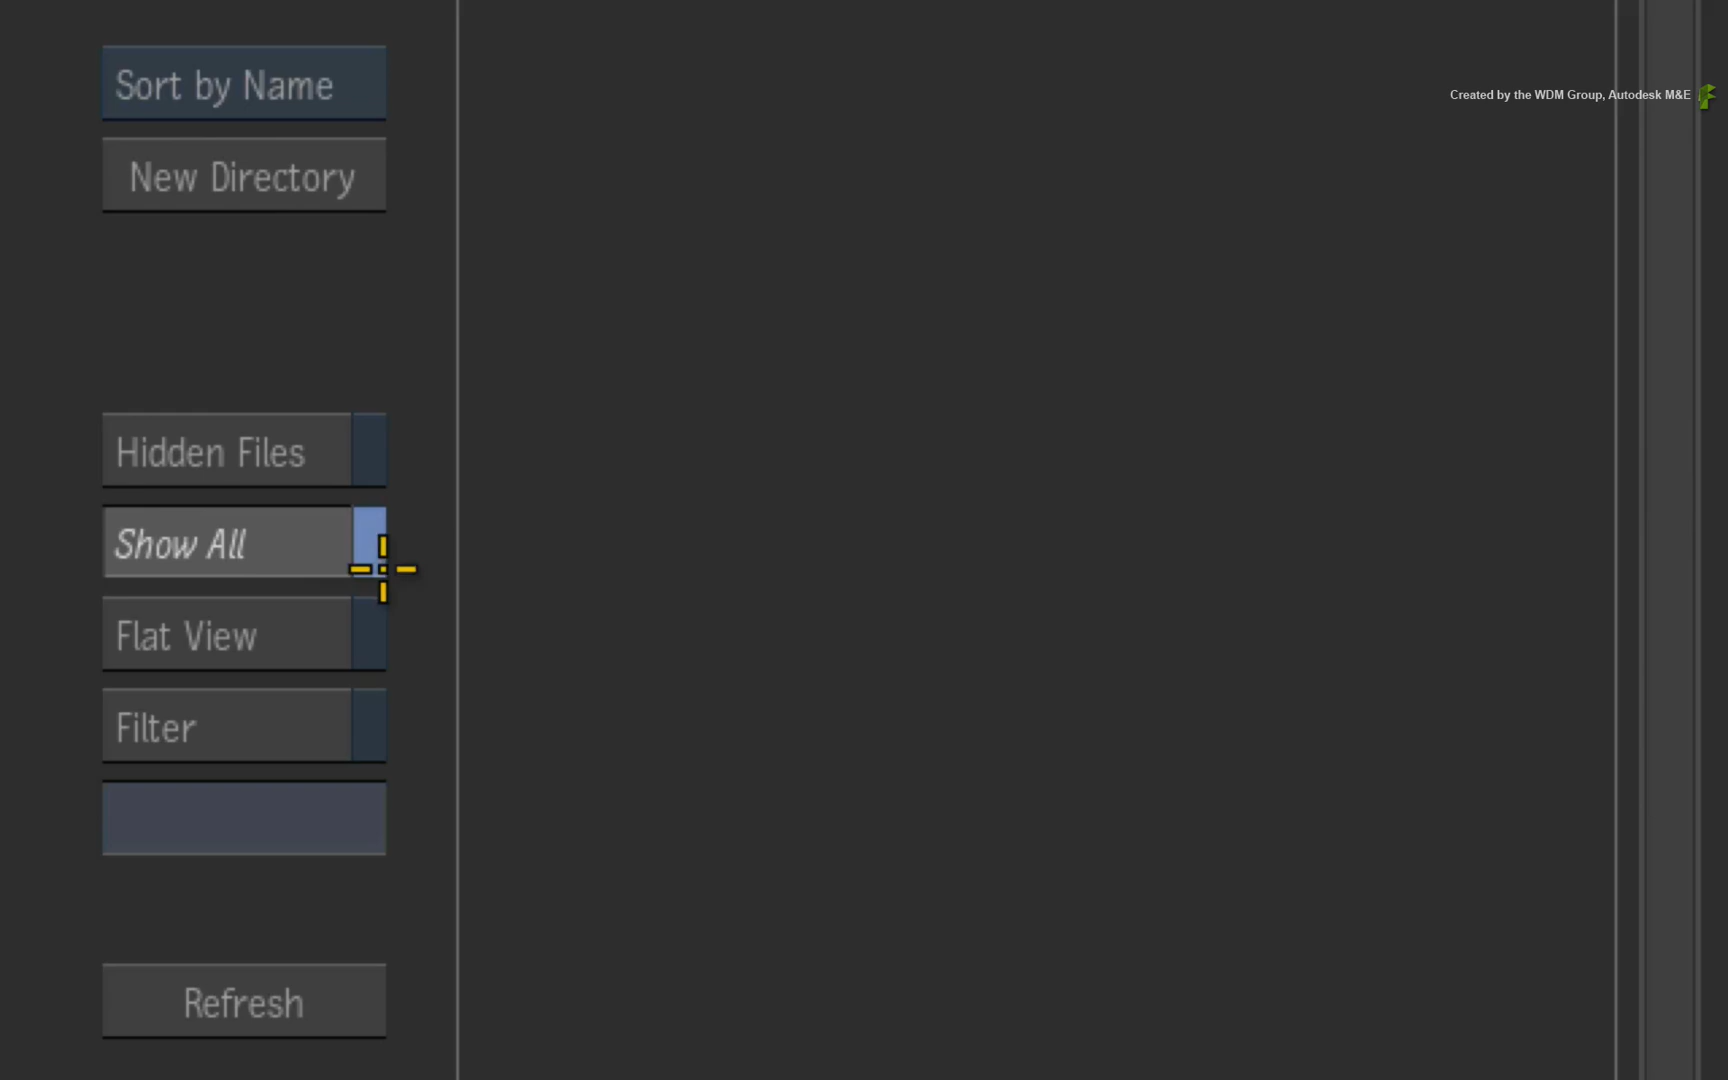 Sort by Name
Created by the WDM Group, Autodesk M&E
New Directory
Hidden Files
Show All
Flat View
Filter
Refresh